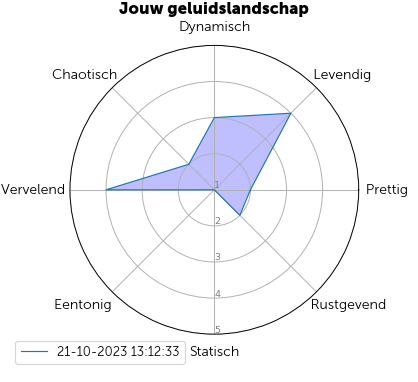 Jouw geluidslandschap
Dynamisch
Chaotisch
Levendig
Vervelend
1
Prettig
2
3
4
Eentonig
Rustgevend
5
21-10-2023 13:12:33
Statisch